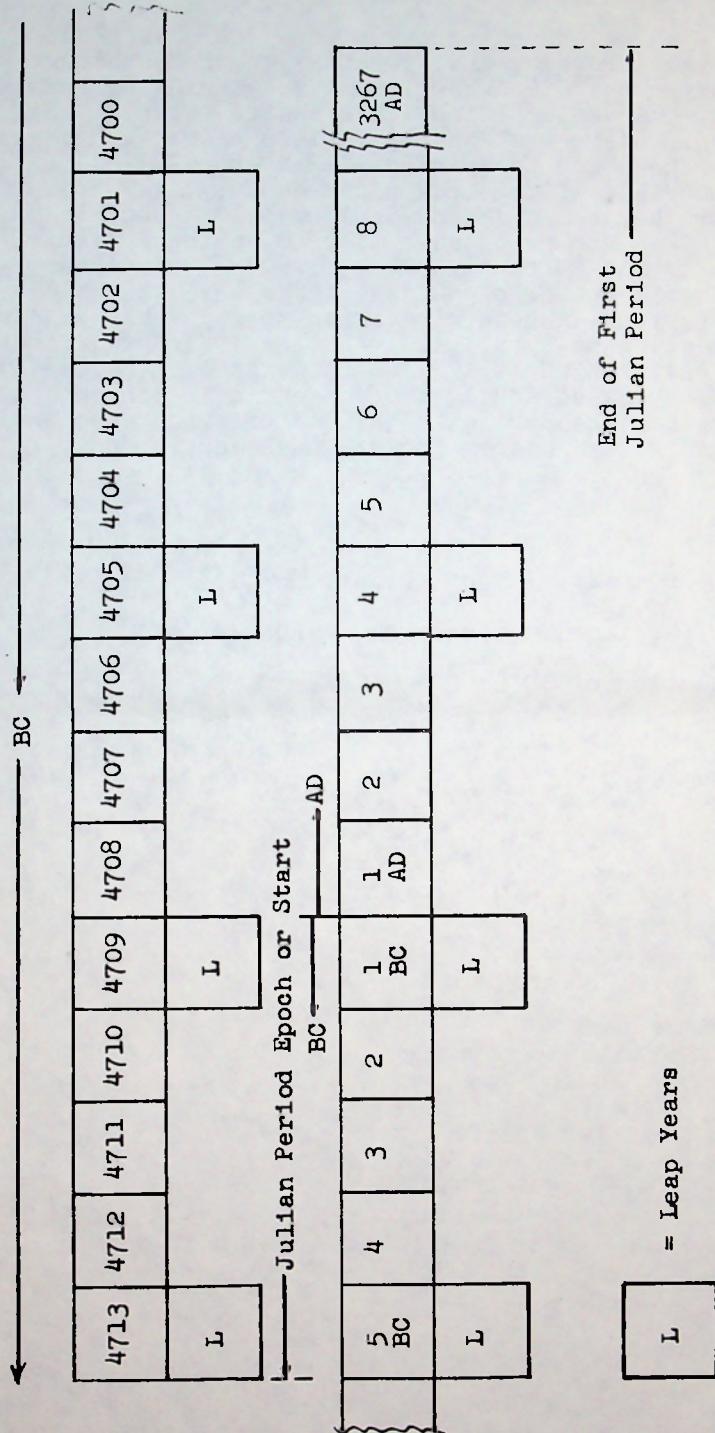 BC
4713 4712 4711 4710 4709 4708 4707 4706 4705 4704 4703 4702 4701 4700
L L L L
Julian Period Epoch or Start
BC AD
5 BC 4 3 2 1 BC 1 AD 2 3 4 5 6 7 8 3267 AD
L L L L
End of First
Julian Period
L = Leap Years